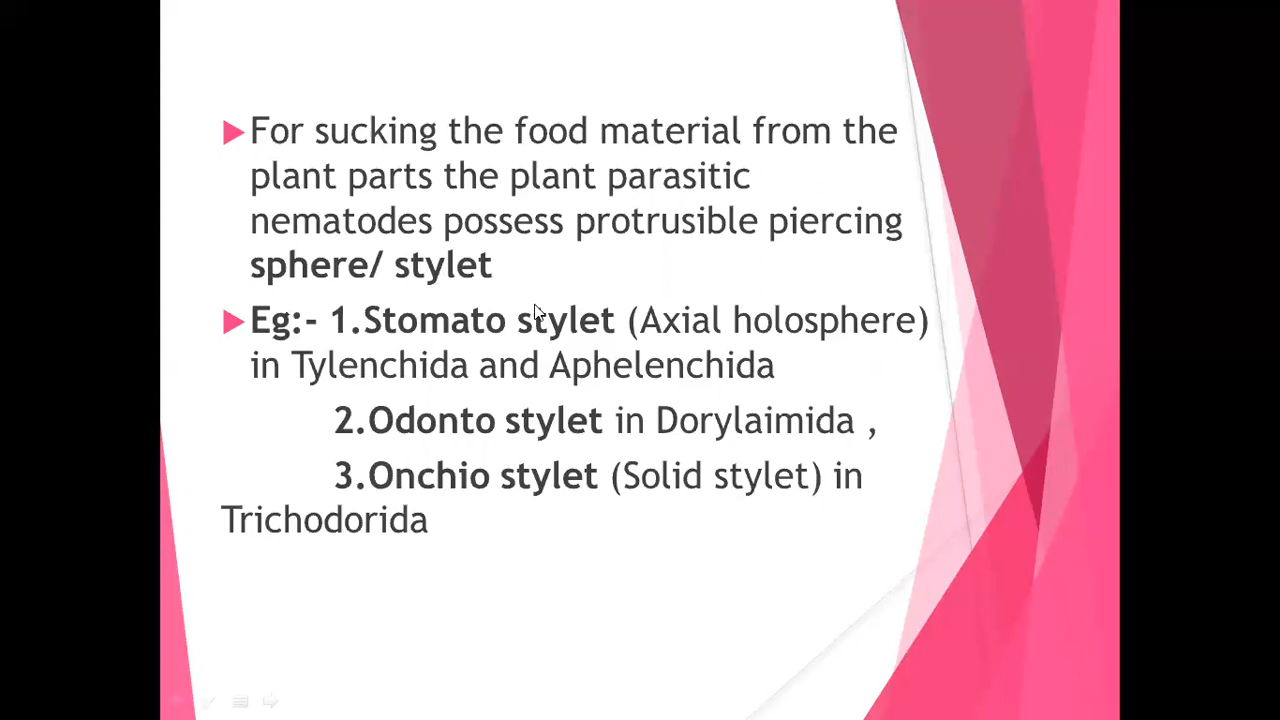 For sucking the food material from the
plant parts the plant parasitic
nematodes possess protrusible piercing
sphere/ stylet
Eg:- 1.Stomato stylet (Axial holosphere)
in Tylenchida and Aphelenchida
2.Odonto stylet in Dorylaimida ,
3.Onchio stylet (Solid stylet) in
Trichodorida